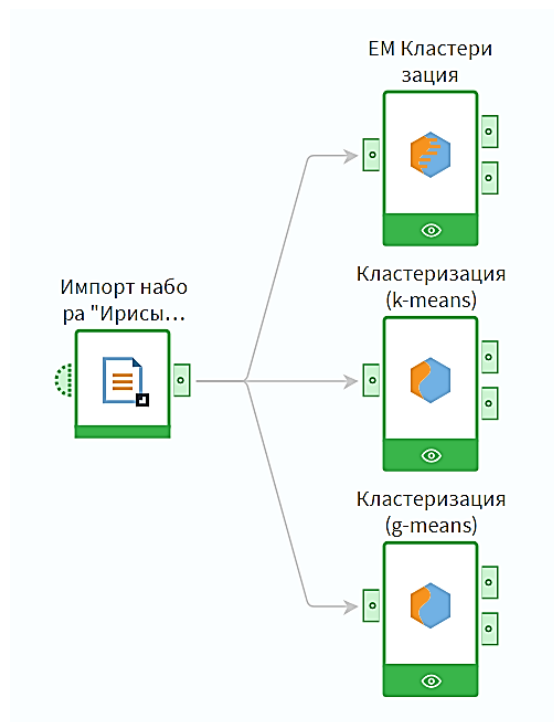 ЕМ Кластери
зация
Кластеризация
(k-means)
Импорт набо
ра "Ирисы...
Кластеризация
(g-means)